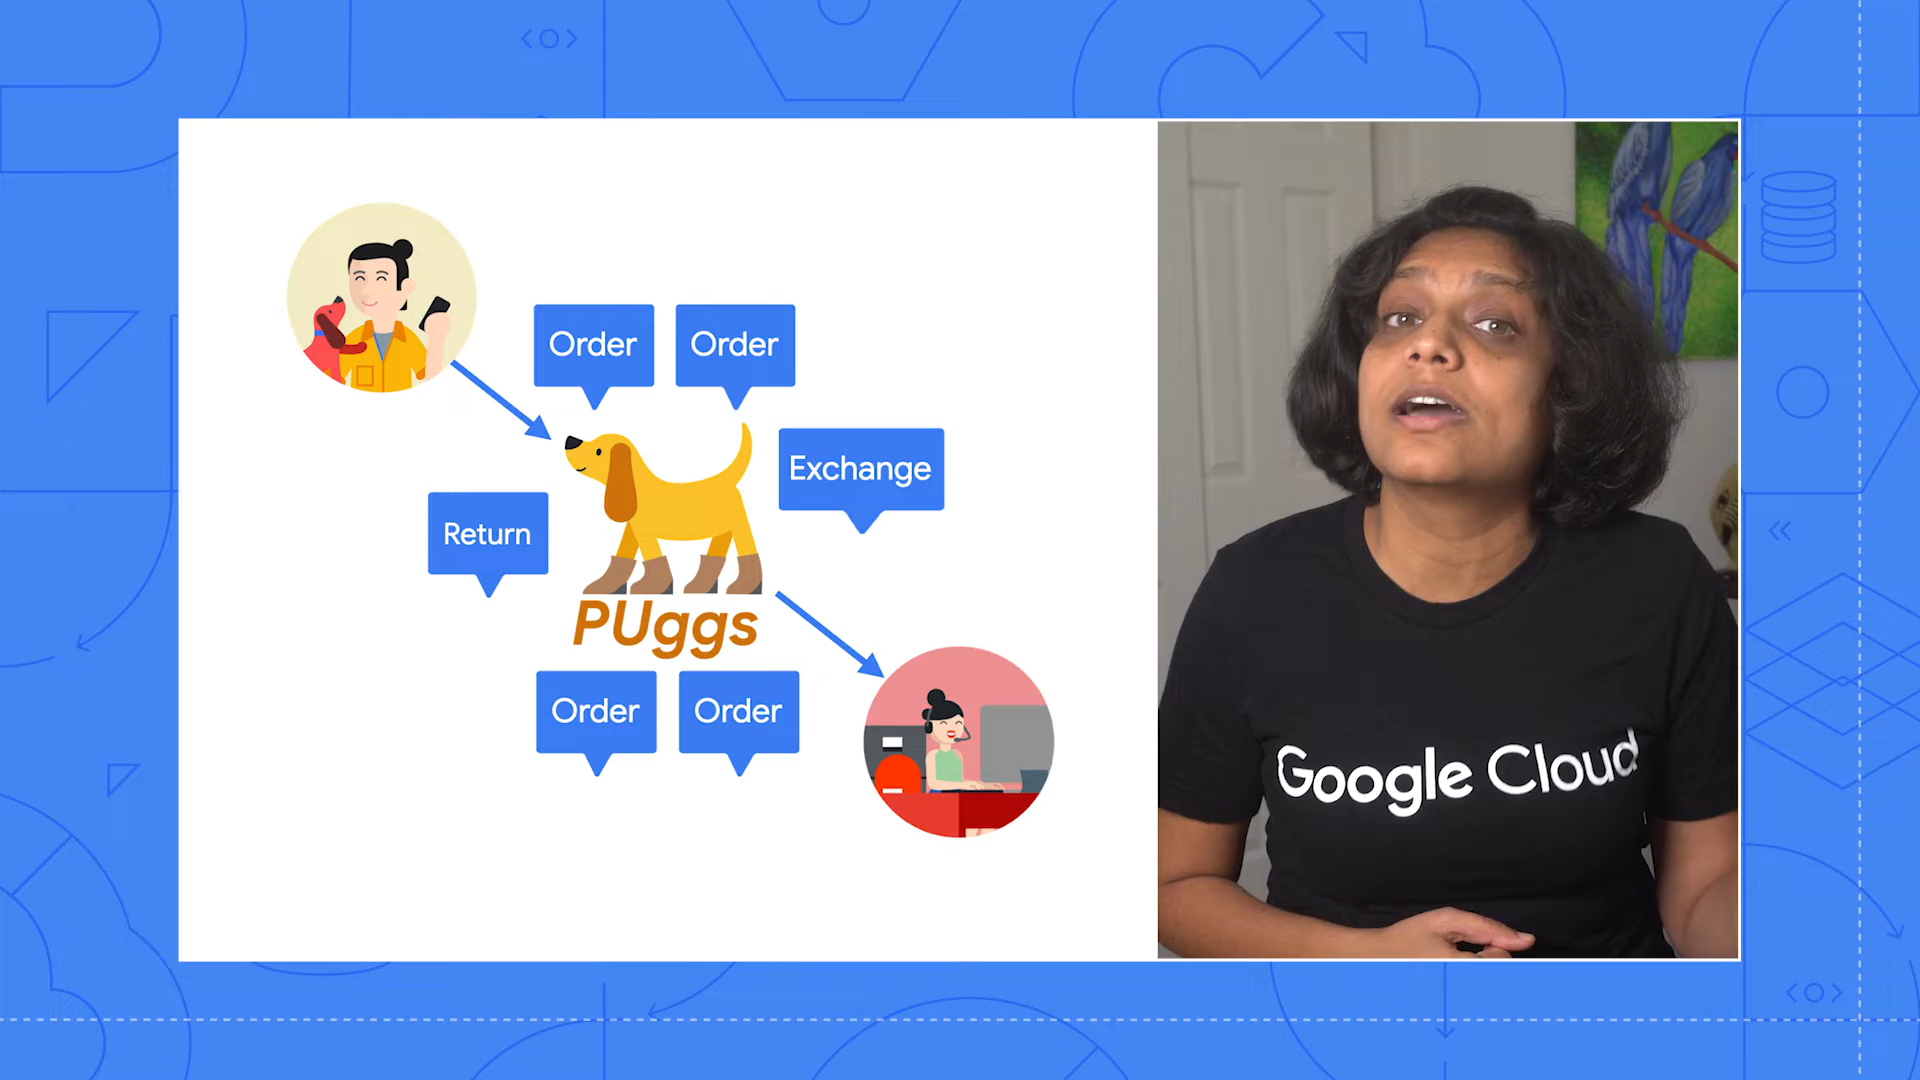 Order
Order
Exchange
Return
PUggs
Order
Order
Google Cloud